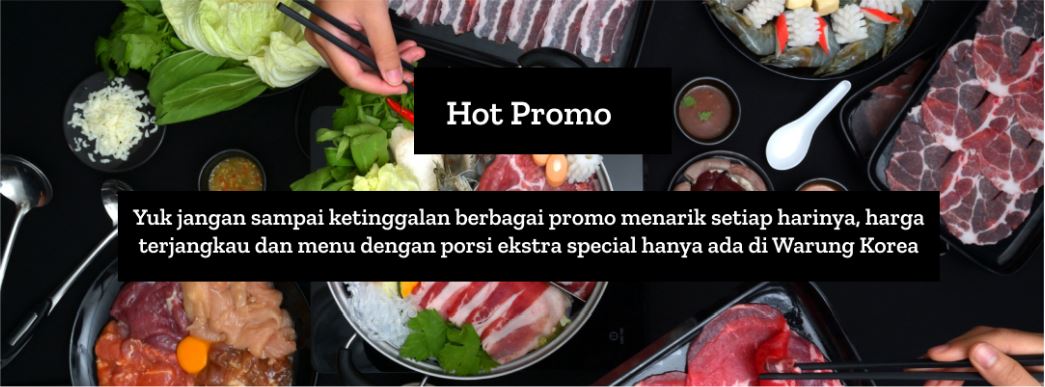 Hot Promo
Yuk jangan sampai ketinggalan berbagai promo menarik setiap harinya, harga
terjangkau dan menu dengan porsi ekstra special hanya ada di Warung Korea